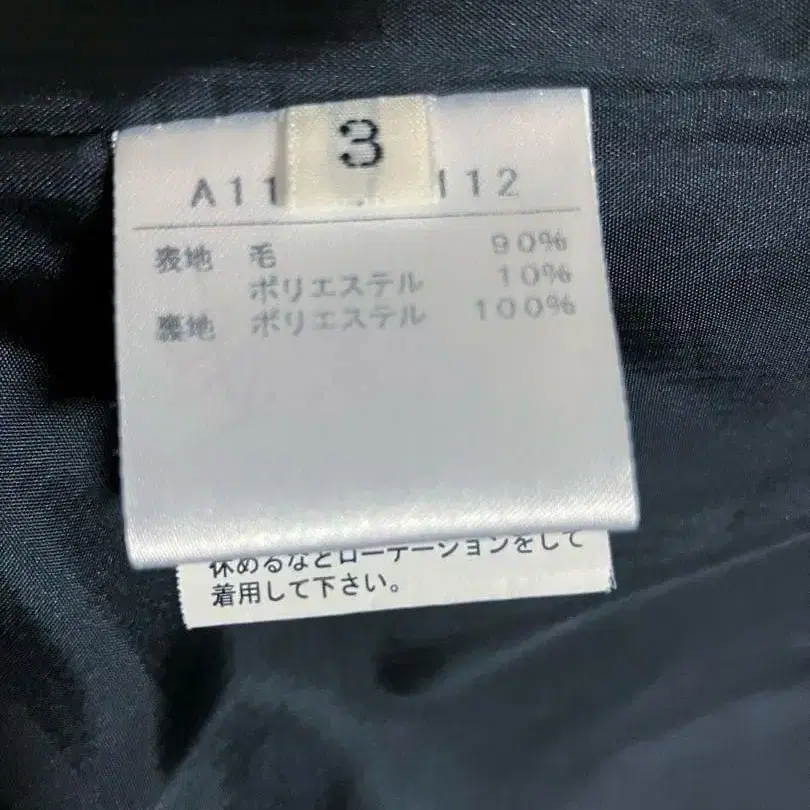 3
A11 112
表地 毛 90%
ポリエステル 10%
裏地 ポリエステル 100%
休めるなどローテーションをして
着用して下さい。